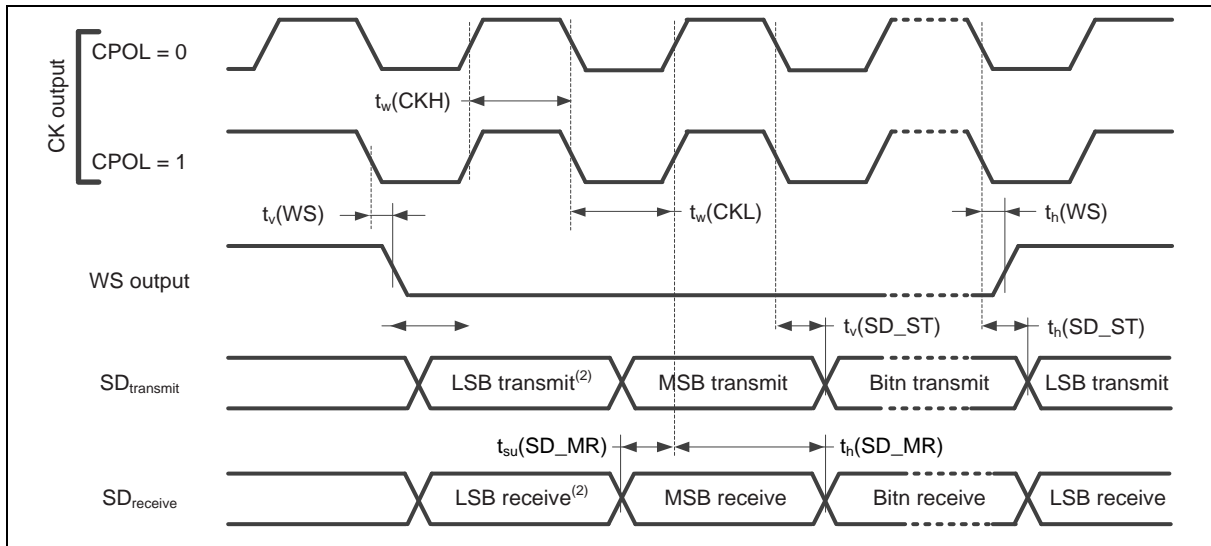 CK output
CPOL = 0
tw(CKH)
CPOL = 1
tv(WS)
tw(CKL)
th(WS)
WS output
tv(SD_ST)
th(SD_ST)
SDtransmit
LSB transmit(2)
MSB transmit
Bitn transmit
LSB transmit
tsu(SD_MR)
th(SD_MR)
SDreceive
LSB receive(2)
MSB receive
Bitn receive
LSB receive